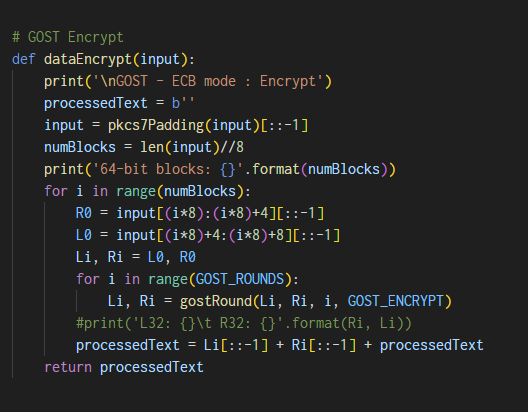 # GOST Encrypt
def dataEncrypt(input):
    print('\nGOST - ECB mode : Encrypt')
    processedText = b''
    input = pkcs7Padding(input)[::-1]
    numBlocks = len(input)//8
    print('64-bit blocks: {}'.format(numBlocks))
    for i in range(numBlocks):
        R0 = input[(i*8):(i*8)+4][::-1]
        L0 = input[(i*8)+4:(i*8)+8][::-1]
        Li, Ri = L0, R0
        for i in range(GOST_ROUNDS):
            Li, Ri = gostRound(Li, Ri, i, GOST_ENCRYPT)
        #print('L32: {}\t R32: {}'.format(Ri, Li))
        processedText = Li[::-1] + Ri[::-1] + processedText
    return processedText